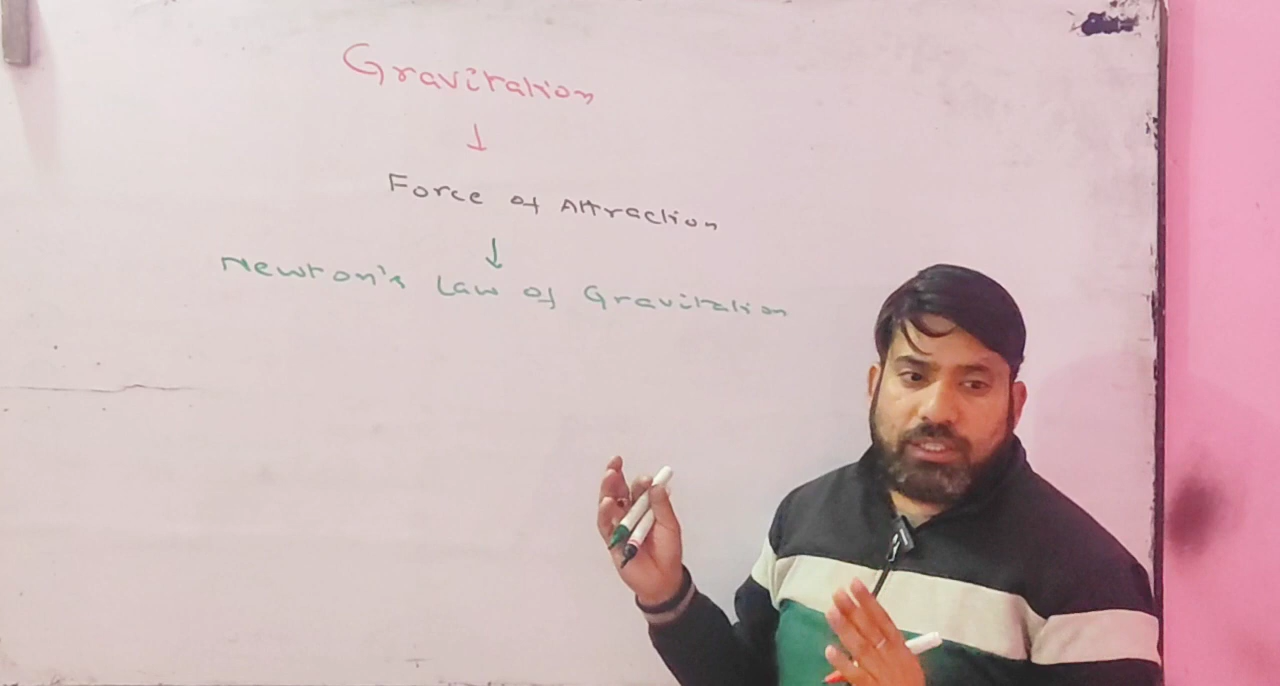 Gravitation
↓
Force of Attraction
↓
Newton's Law of Gravitation